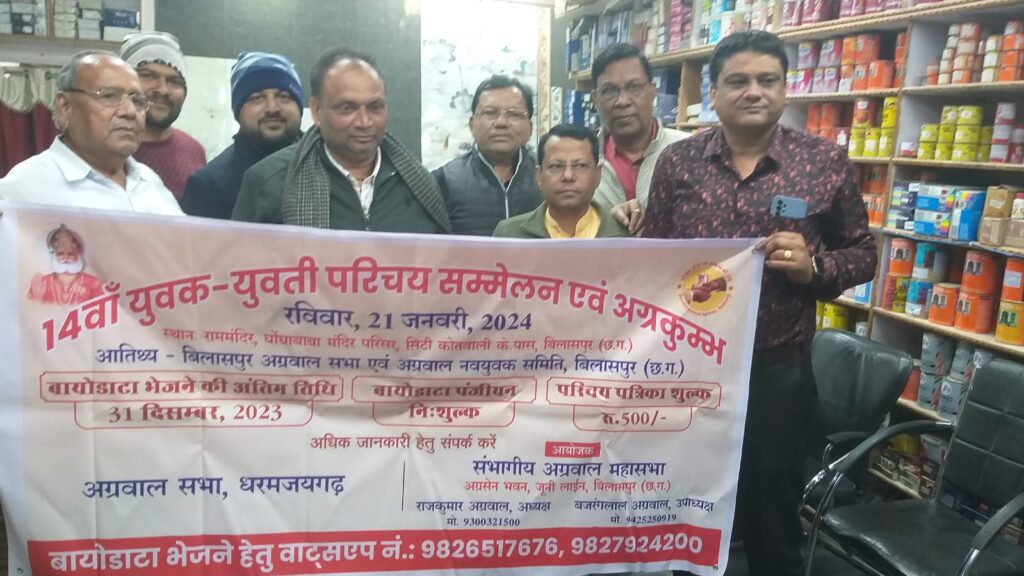 14वाँ युवक-युवती परिचय सम्मेलन एवं अग्रकुम्भ
रविवार, 21 जनवरी, 2024
स्थान: राममंदिर, घोंघाबाबा मंदिर परिसर, सिटी कोतवाली के पास, बिलासपुर (छ.ग.)
आतिथ्य - बिलासपुर अग्रवाल सभा एवं अग्रवाल नवयुवक समिति, बिलासपुर (छ.ग.)
बायोडाटा भेजने की अंतिम तिथि
31 दिसम्बर, 2023
बायोडाटा पंजीयन
निःशुल्क
परिचय पत्रिका शुल्क
रू.500/-
अधिक जानकारी हेतु संपर्क करें
अग्रवाल सभा, धरमजयगढ़
आयोजक
संभागीय अग्रवाल महासभा
अग्रसेन भवन, जूनी लाईन, बिलासपुर (छ.ग.)
राजकुमार अग्रवाल, अध्यक्ष
मो. 9300321500
बजरंगलाल अग्रवाल, उपाध्यक्ष
मो. 9425250919
बायोडाटा भेजने हेतु वाट्सएप नं.: 9826517676, 9827924200